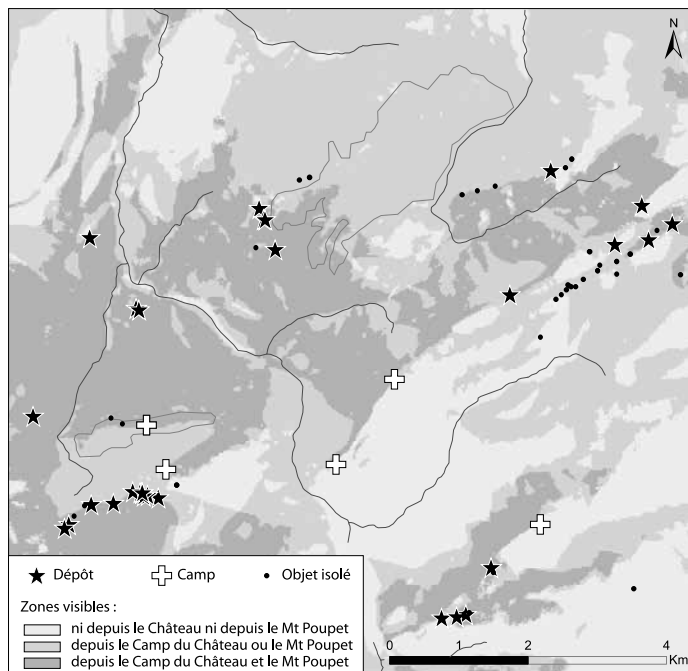 N
Dépôt Camp Objet isolé
Zones visibles :
ni depuis le Château ni depuis le Mt Poupet
depuis le Camp du Château ou le Mt Poupet
depuis le Camp du Château et le Mt Poupet
0 1 2 4
Km